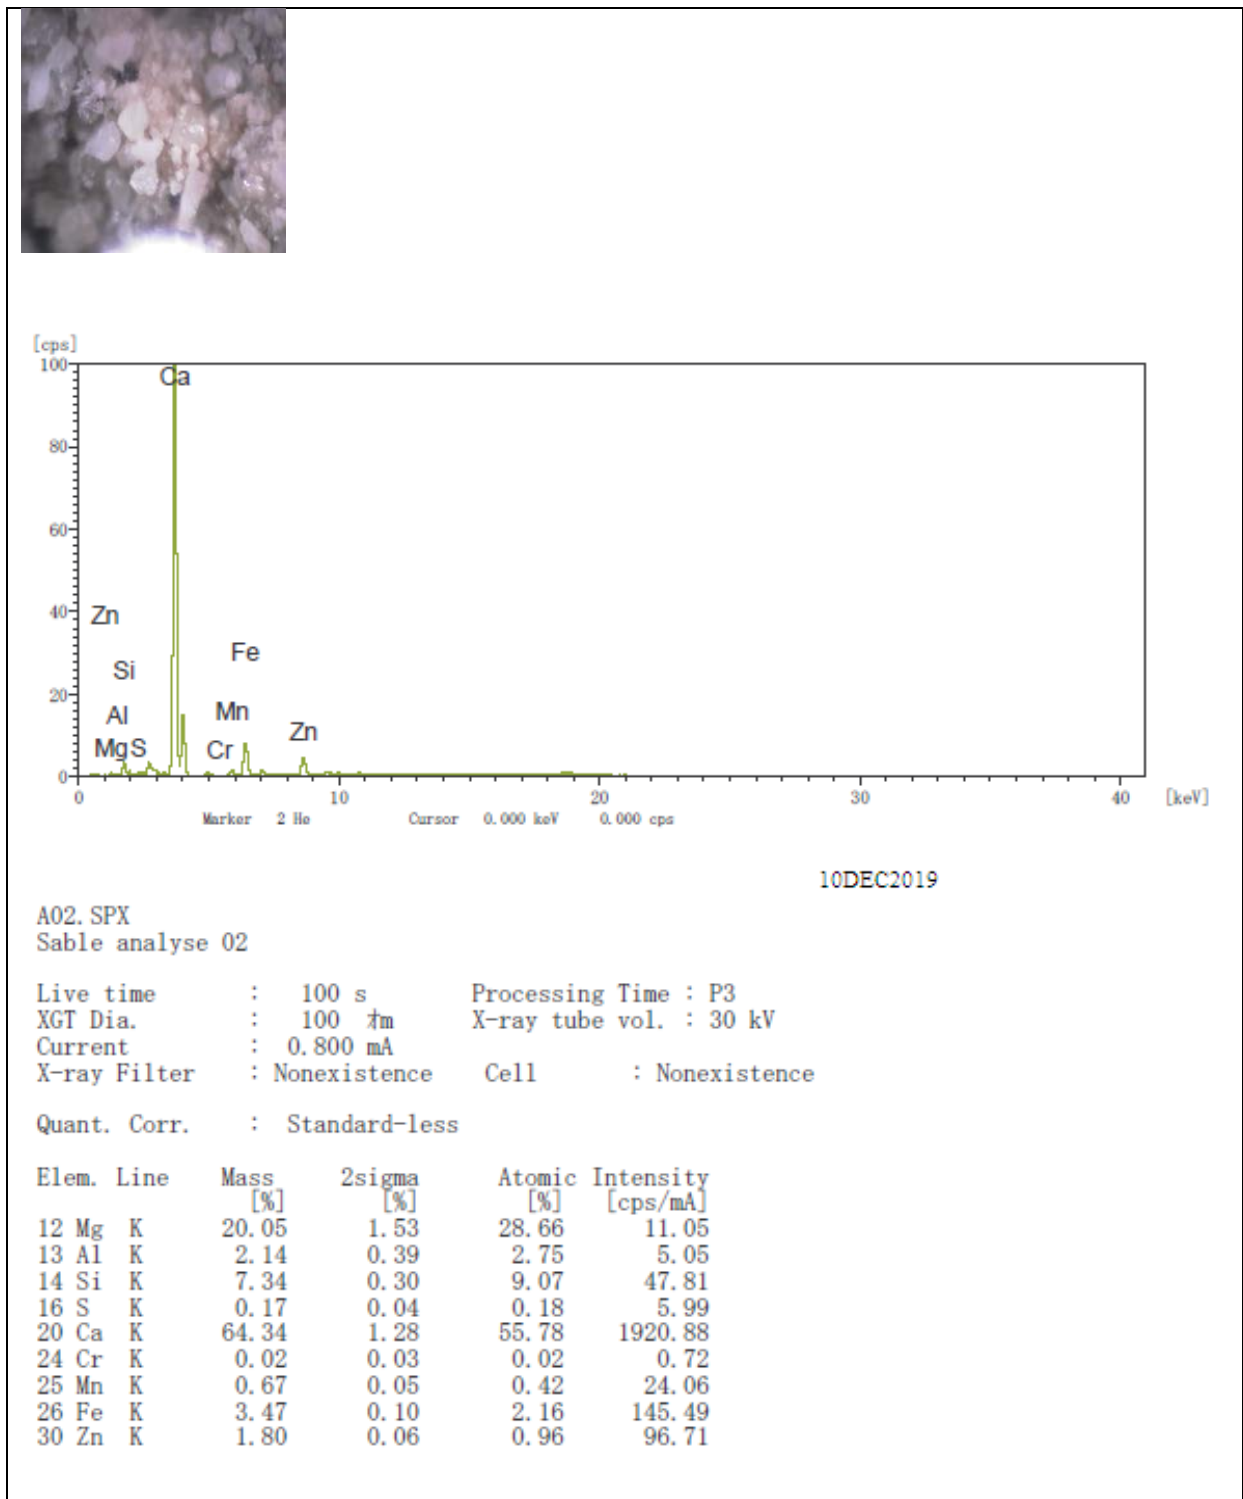 [cps]
100
Ca
80
60
40
Zn
Fe
Si
20
Al
Mn
Zn
Mg S
Cr
0
0 10 20 30 40 [keV]
Marker 2 He Cursor 0.000 keV 0.000 cps
10DEC2019
A02.SPX
Sable analyse 02
Live time : 100 s Processing Time : P3
XGT Dia. : 100 ｵm X-ray tube vol. : 30 kV
Current : 0.800 mA
X-ray Filter : Nonexistence Cell : Nonexistence
Quant. Corr. : Standard-less
Elem. Line Mass 2sigma Atomic Intensity
[%] [%] [%] [cps/mA]
12 Mg K 20.05 1.53 28.66 11.05
13 Al K 2.14 0.39 2.75 5.05
14 Si K 7.34 0.30 9.07 47.81
16 S K 0.17 0.04 0.18 5.99
20 Ca K 64.34 1.28 55.78 1920.88
24 Cr K 0.02 0.03 0.02 0.72
25 Mn K 0.67 0.05 0.42 24.06
26 Fe K 3.47 0.10 2.16 145.49
30 Zn K 1.80 0.06 0.96 96.71